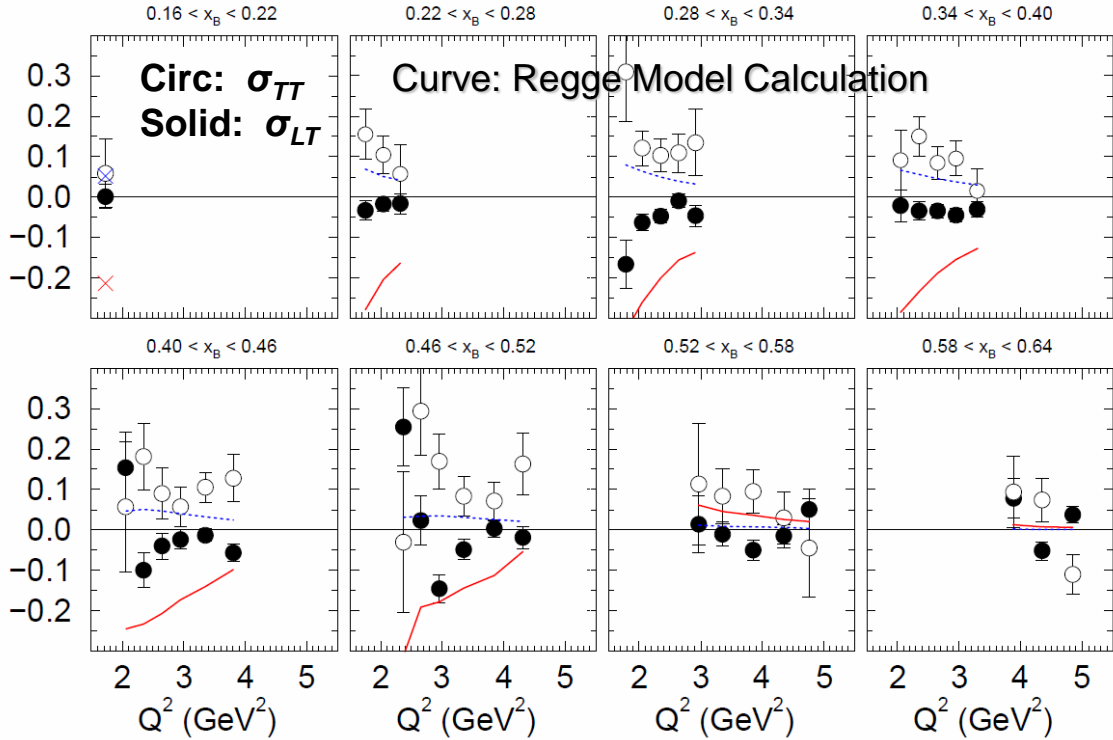 0.16 < x_B < 0.22 0.22 < x_B < 0.28 0.28 < x_B < 0.34 0.34 < x_B < 0.40
Circ: σ_TT
Solid: σ_LT
Curve: Regge Model Calculation
0.3
0.2
0.1
0.0
−0.1
−0.2
0.40 < x_B < 0.46 0.46 < x_B < 0.52 0.52 < x_B < 0.58 0.58 < x_B < 0.64
0.3
0.2
0.1
0.0
−0.1
−0.2
2 3 4 5 2 3 4 5 2 3 4 5 2 3 4 5
Q² (GeV²) Q² (GeV²) Q² (GeV²) Q² (GeV²)